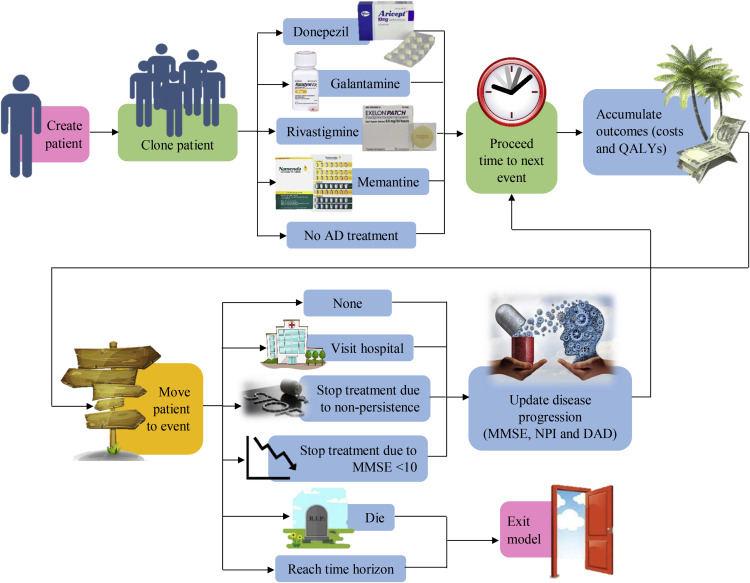 Create
patient
Clone patient
Donepezil
Aricept
10mg
Galantamine
Rivastigmine
EXELON PATCH
Namenda
Memantine
No AD treatment
Proceed
time to next
event
Accumulate
outcomes (costs
and QALYs)
Move
patient
to event
None
Visit hospital
Stop treatment due
to non-persistence
Stop treatment due to
MMSE <10
R.I.P.
Die
Reach time horizon
Update disease
progression
(MMSE, NPI and DAD)
Exit
model